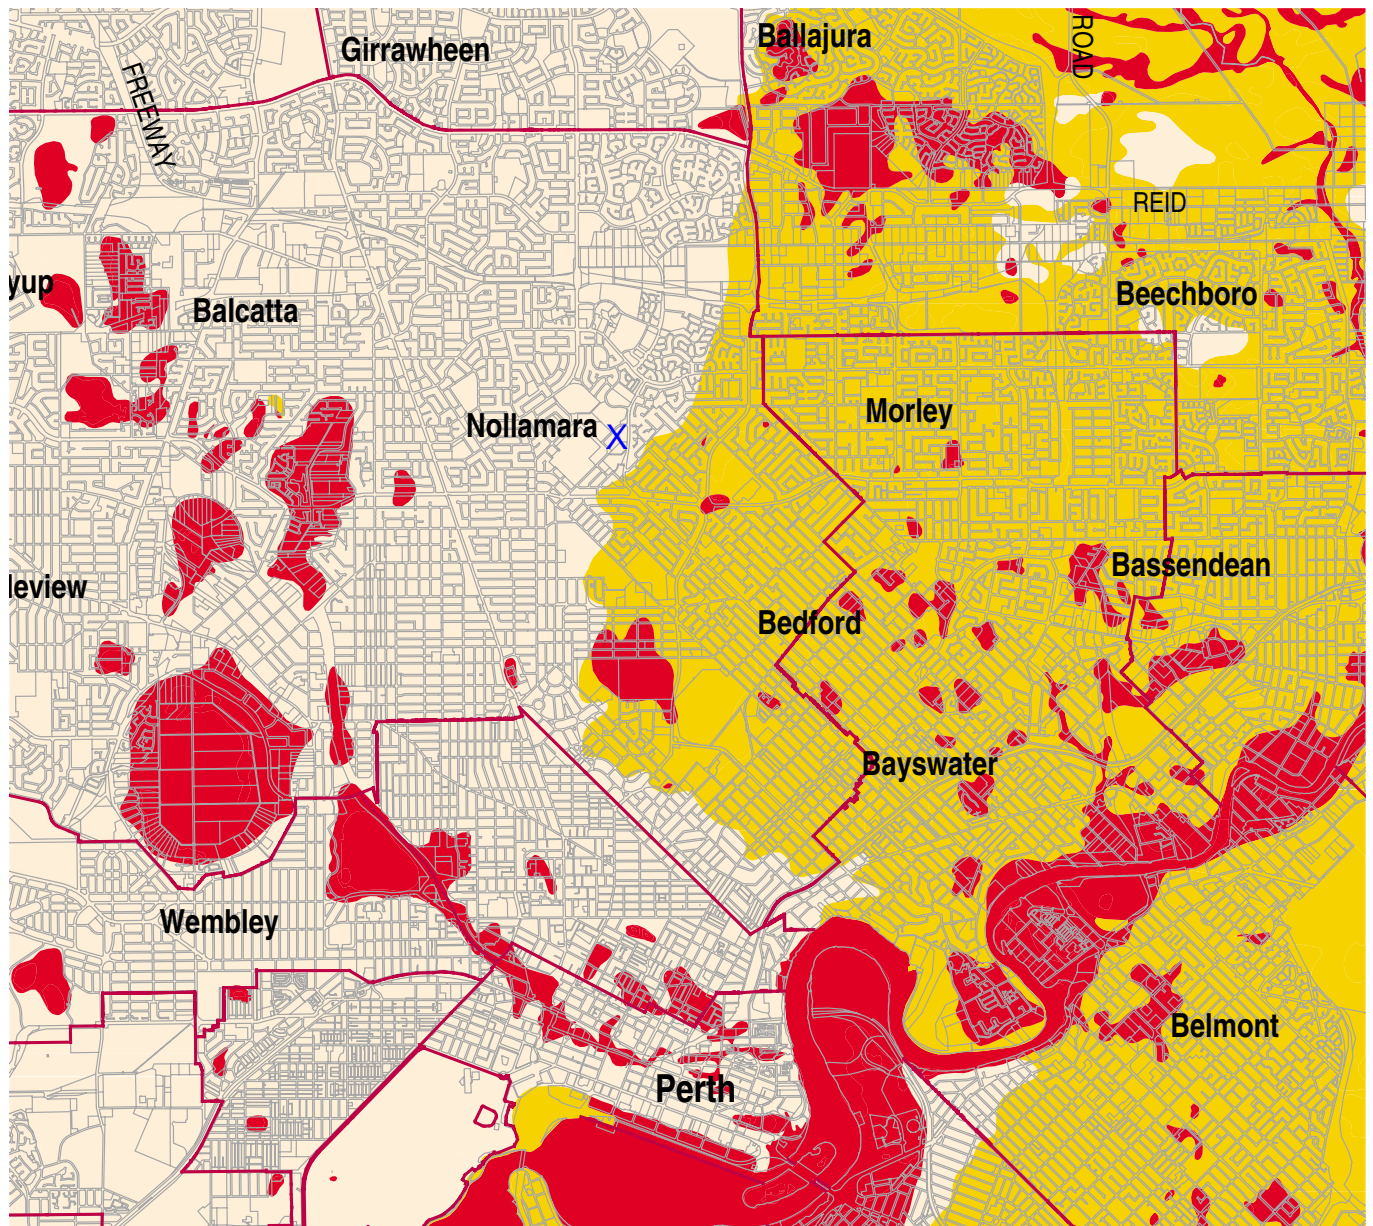 Girrawheen
Ballajura
ROAD
FREEWAY
REID
yup
Balcatta
Beechboro
Nollamara X
Morley
Bassendean
leview
Bedford
Bayswater
Wembley
Belmont
Perth